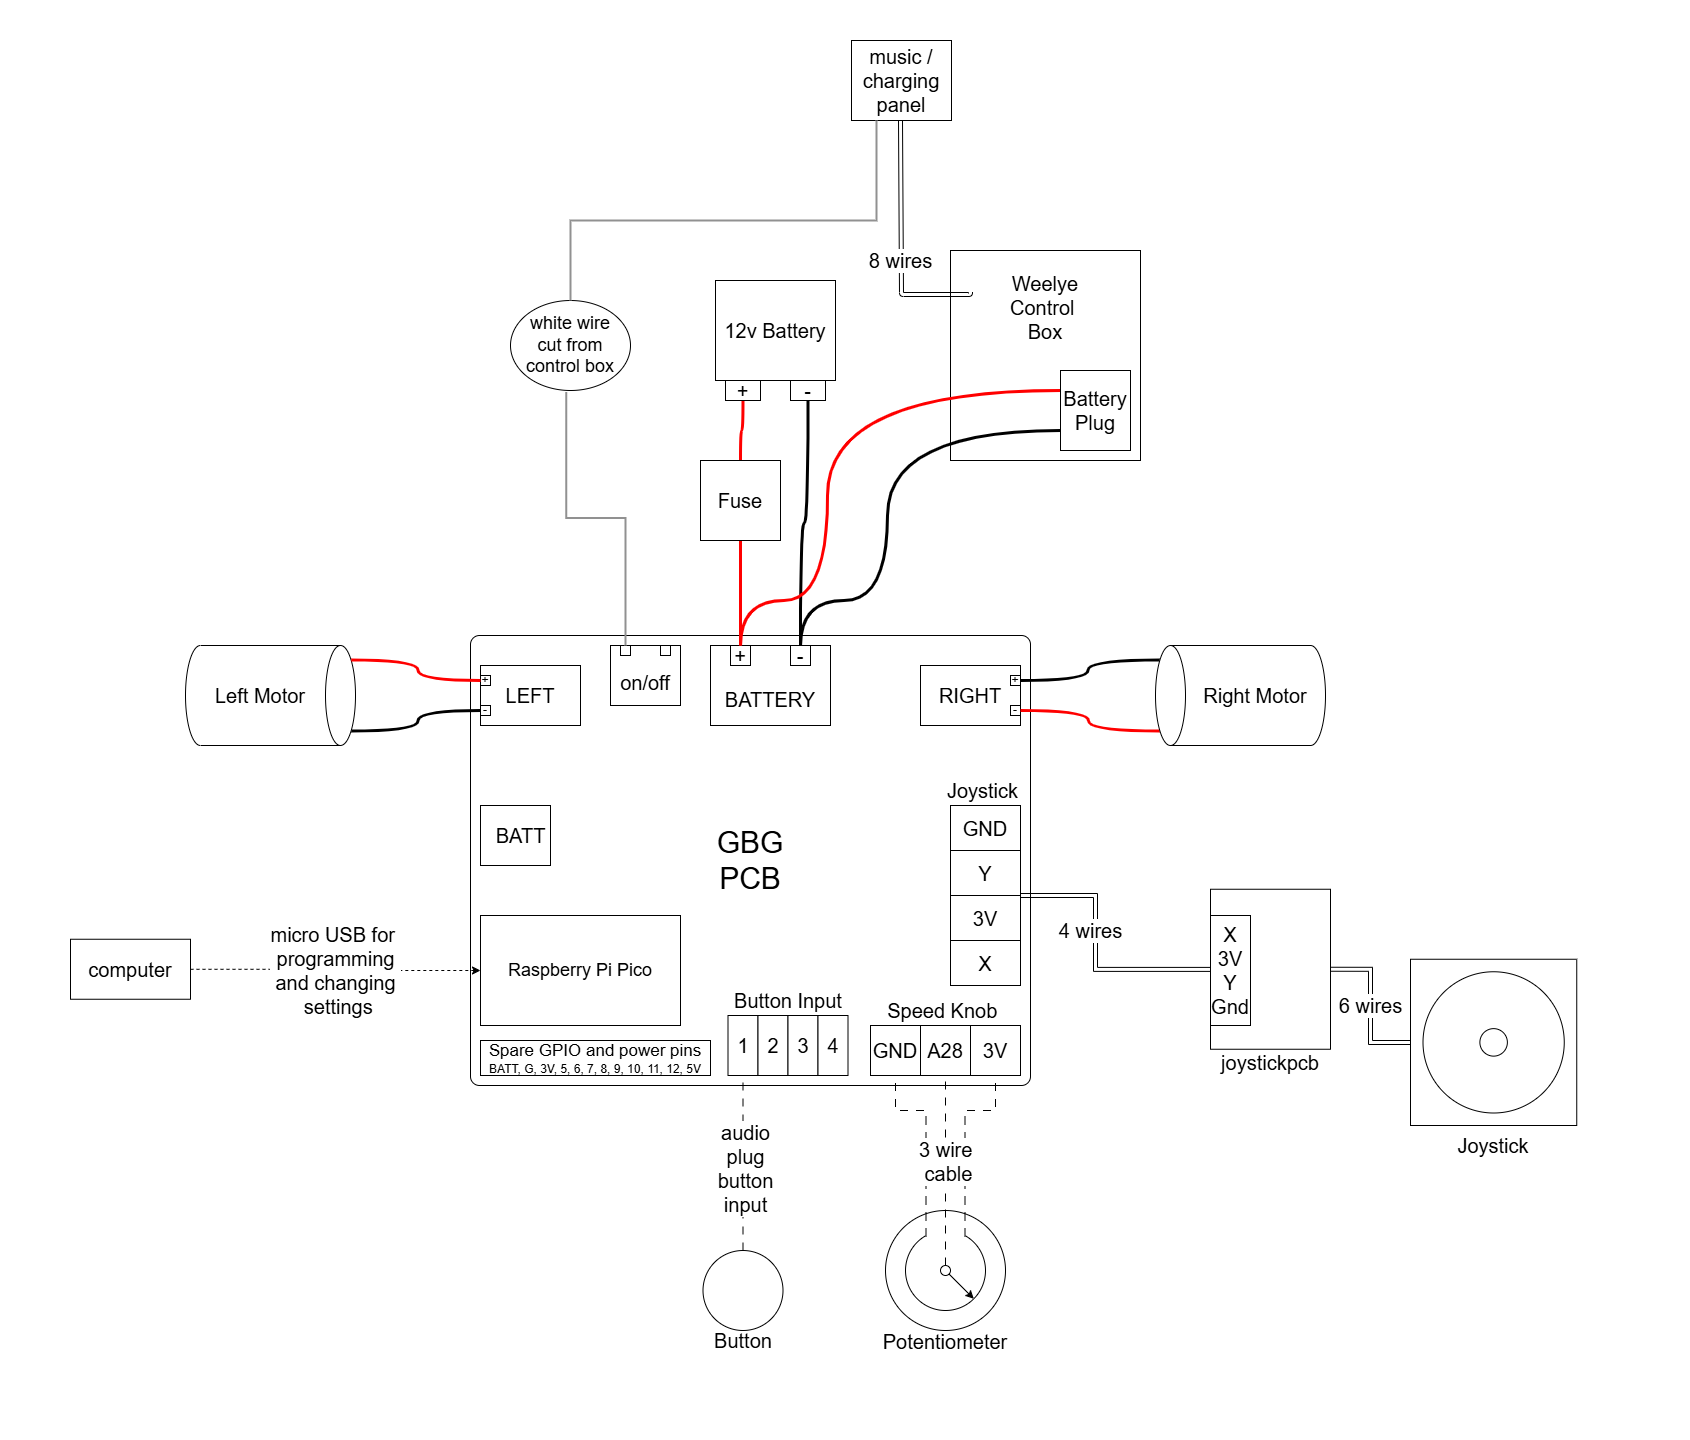 music /
charging
panel
8 wires
Weelye
Control
Box
white wire
cut from
control box
12v Battery
+
-
Battery
Plug
Fuse
Left Motor
+
-
LEFT
on/off
+
-
BATTERY
RIGHT
+
-
Right Motor
Joystick
GND
Y
3V
X
BATT
GBG
PCB
4 wires
X
3V
Y
Gnd
joystickpcb
6 wires
Joystick
computer
micro USB for
programming
and changing
settings
Raspberry Pi Pico
Button Input
1 2 3 4
Speed Knob
GND A28 3V
Spare GPIO and power pins
BATT, G, 3V, 5, 6, 7, 8, 9, 10, 11, 12, 5V
audio
plug
button
input
Button
3 wire
cable
Potentiometer